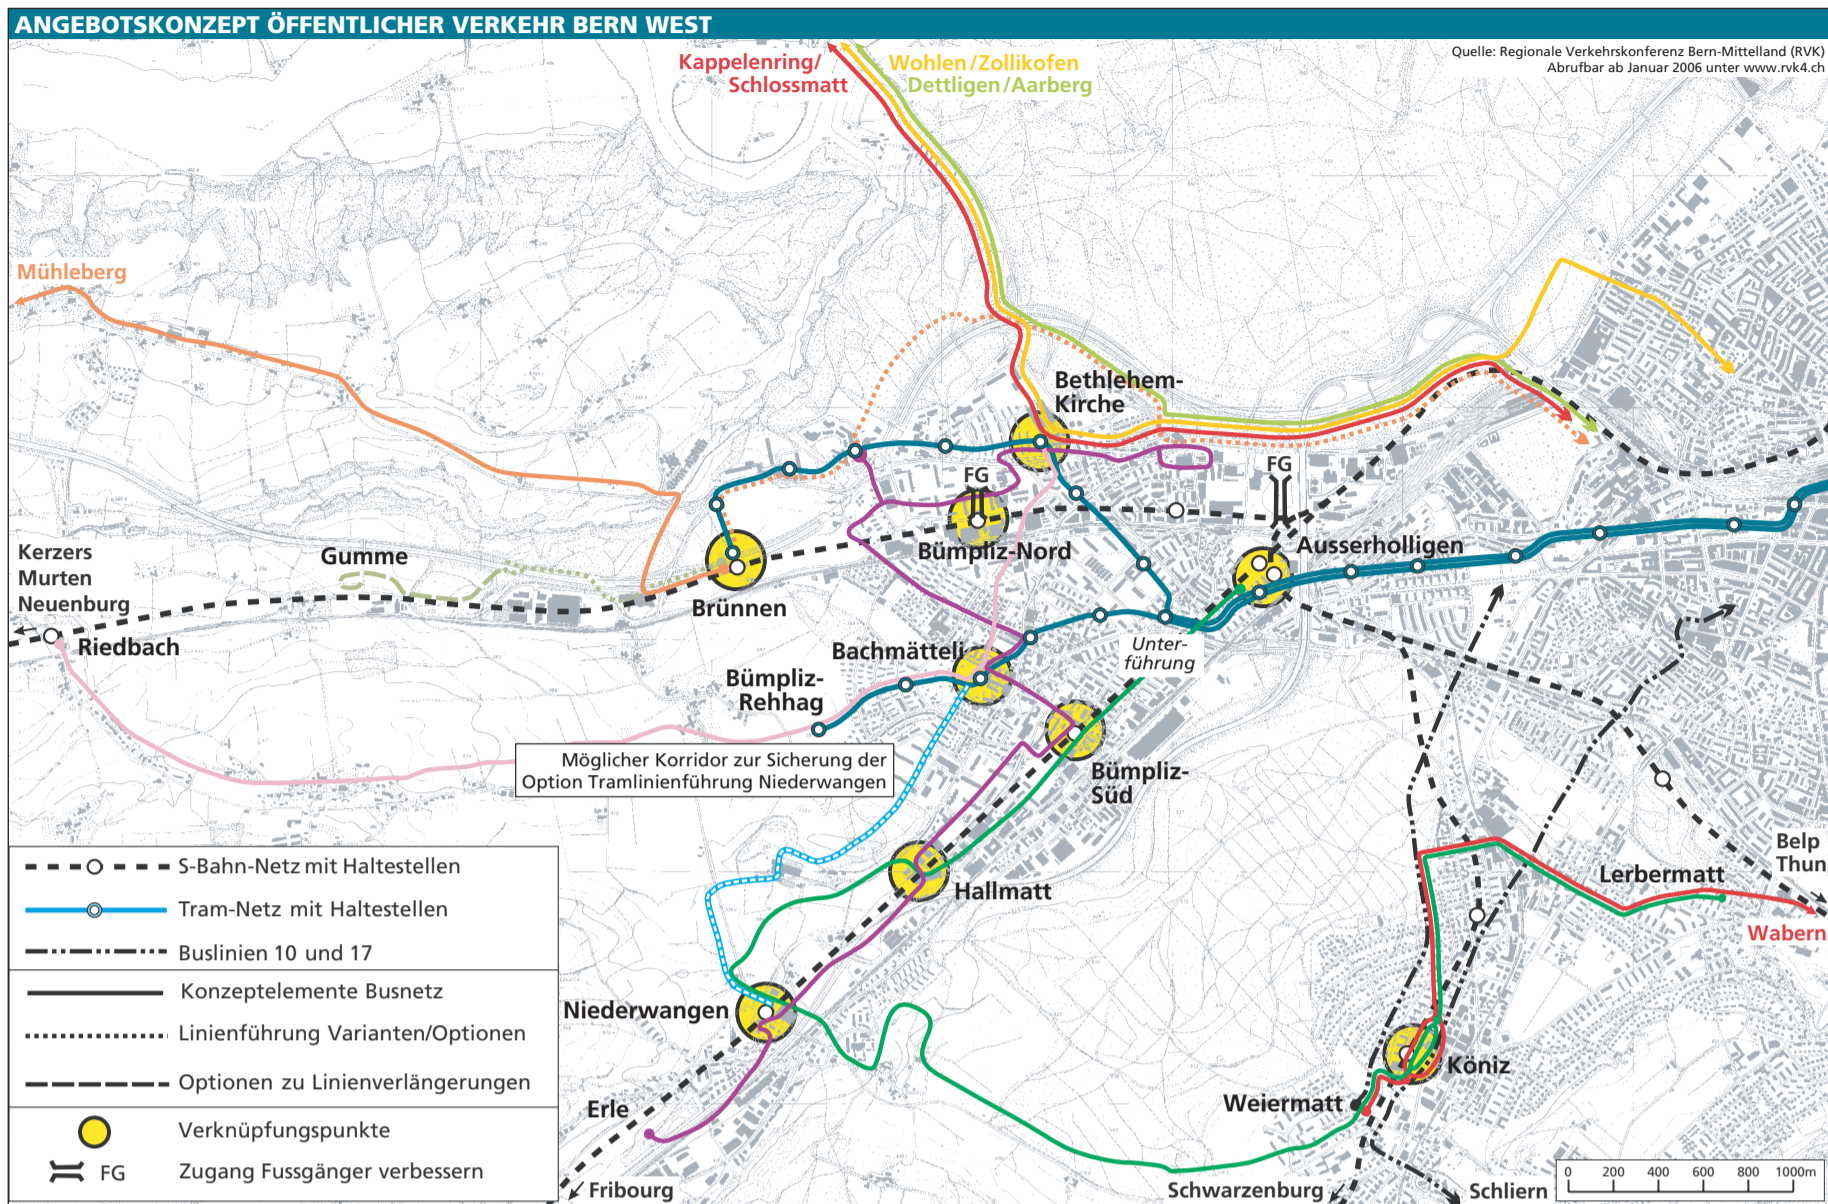 ANGEBOTSKONZEPT ÖFFENTLICHER VERKEHR BERN WEST
Quelle: Regionale Verkehrskonferenz Bern-Mittelland (RVK)
Abrufbar ab Januar 2006 unter www.rvk4.ch
Kappelenring/
Schlossmatt
Wohlen/Zollikofen
Dettligen/Aarberg
Mühleberg
Bethlehem-
Kirche
FG
FG
Bümpliz-Nord
Ausserholligen
Kerzers
Murten
Neuenburg
Gumme
Brünnen
Riedbach
Bachmätteli
Unter-
führung
Bümpliz-
Rehhag
Möglicher Korridor zur Sicherung der
Option Tramlinienführung Niederwangen
Bümpliz-
Süd
Belp
Thun
Lerbermatt
Wabern
Hallmatt
Niederwangen
Köniz
Weiermatt
Erle
Fribourg
Schwarzenburg
Schliern
S-Bahn-Netz mit Haltestellen
Tram-Netz mit Haltestellen
Buslinien 10 und 17
Konzeptelemente Busnetz
Linienführung Varianten/Optionen
Optionen zu Linienverlängerungen
Verknüpfungspunkte
FG Zugang Fussgänger verbessern
0 200 400 600 800 1000m